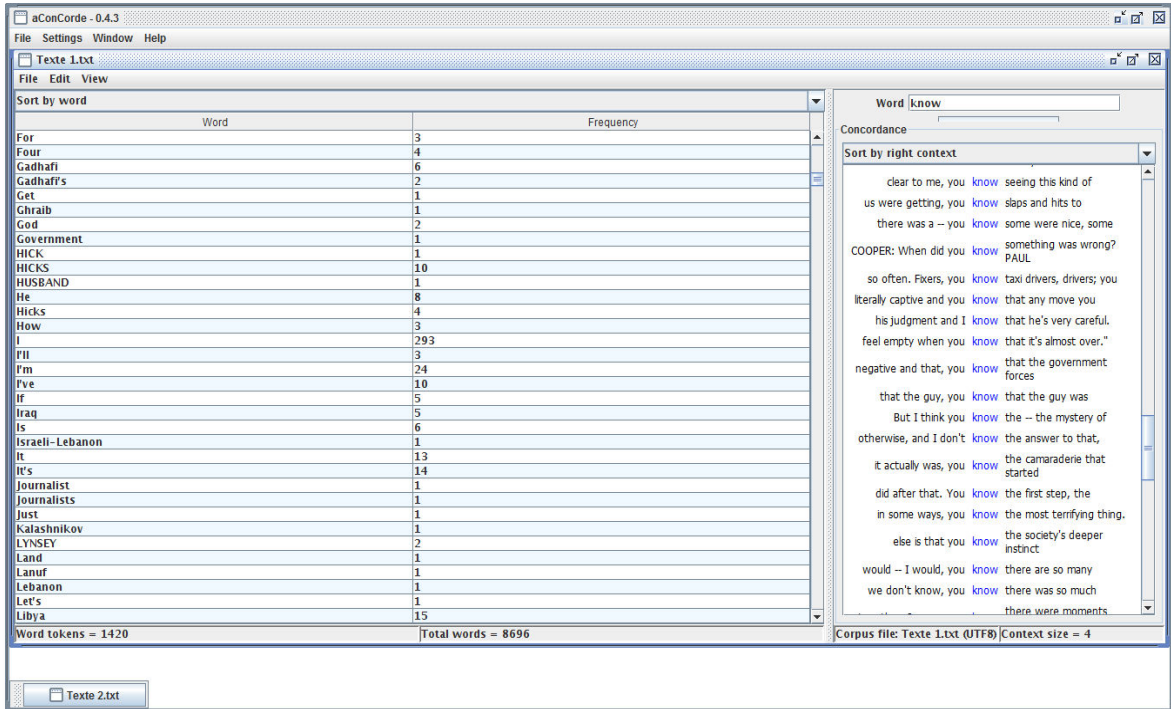 aConCorde - 0.4.3
File Settings Window Help
Texte 1.txt
File Edit View
Sort by word
Word Frequency
For 3
Four 4
Gadhafi 6
Gadhafi's 2
Get 1
Ghraib 1
God 2
Government 1
HICK 1
HICKS 10
HUSBAND 1
He 8
Hicks 4
How 3
I 293
I'll 3
I'm 24
I've 10
If 5
Iraq 5
Is 6
Israeli-Lebanon 1
It 13
It's 14
Journalist 1
Journalists 1
Just 1
Kalashnikov 1
LYNSEY 2
Land 1
Lanuf 1
Lebanon 1
Let's 1
Libya 15
Word tokens = 1420 Total words = 8696
Word know
Concordance
Sort by right context
clear to me, you know seeing this kind of
us were getting, you know slaps and hits to
there was a -- you know some were nice, some
COOPER: When did you know something was wrong?
PAUL
so often. Fixers, you know taxi drivers, drivers; you
literally captive and you know that any move you
his judgment and I know that he's very careful.
feel empty when you know that it's almost over."
negative and that, you know that the government
forces
that the guy, you know that the guy was
But I think you know the -- the mystery of
otherwise, and I don't know the answer to that,
it actually was, you know the camaraderie that
started
did after that. You know the first step, the
in some ways, you know the most terrifying thing.
else is that you know the society's deeper
instinct
would -- I would, you know there are so many
we don't know, you know there was so much
there were moments
Corpus file: Texte 1.txt (UTF8) Context size = 4
Texte 2.txt